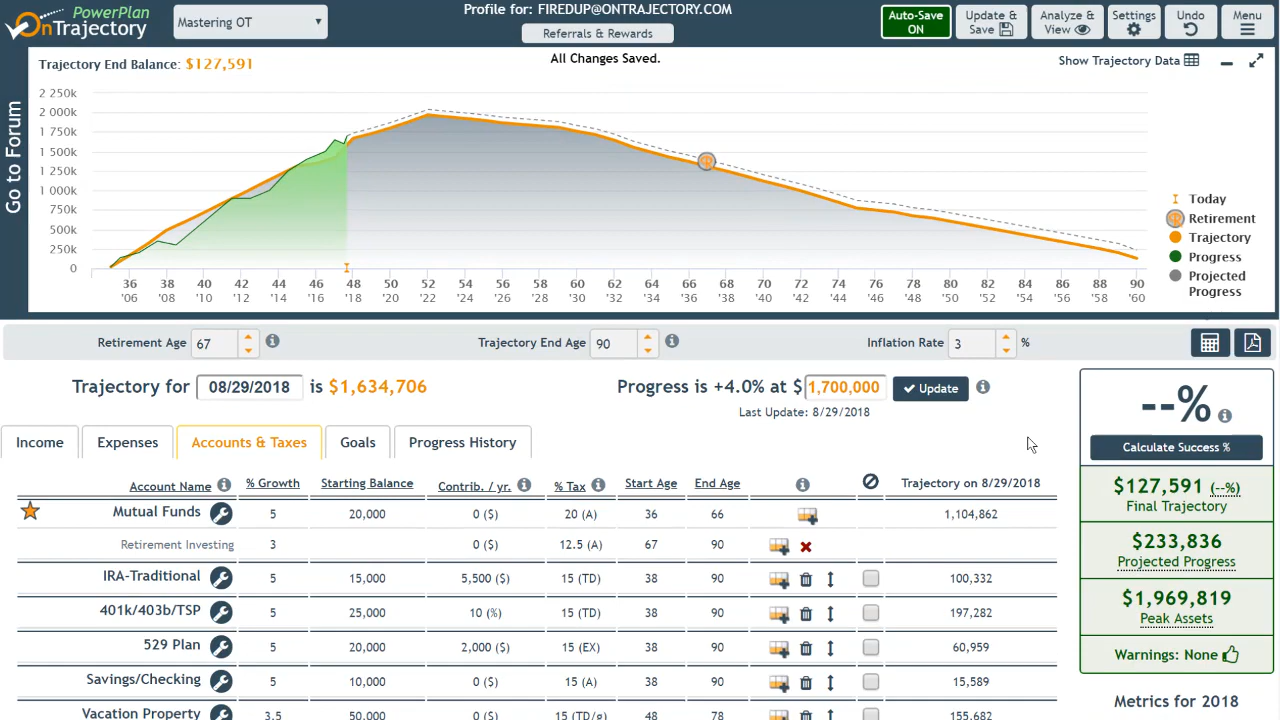 PowerPlan
OnTrajectory
Mastering OT
Profile for: FIREDUP@ONTRAJECTORY.COM
Referrals & Rewards
Auto-Save
ON
Update &
Save
Analyze &
View
Settings
Undo
Menu
Go to Forum
Trajectory End Balance: $127,591
All Changes Saved.
Show Trajectory Data
2 250k
2 000k
1 750k
1 500k
1 250k
1 000k
750k
500k
250k
0
36 38 40 42 44 46 48 50 52 54 56 58 60 62 64 66 68 70 72 74 76 78 80 82 84 86 88 90
'06 '08 '10 '12 '14 '16 '18 '20 '22 '24 '26 '28 '30 '32 '34 '36 '38 '40 '42 '44 '46 '48 '50 '52 '54 '56 '58 '60
Today
Retirement
Trajectory
Progress
Projected
Progress
Retirement Age 67
Trajectory End Age 90
Inflation Rate 3 %
Trajectory for 08/29/2018 is $1,634,706
Progress is +4.0% at $ 1,700,000 Update
Last Update: 8/29/2018
Income Expenses Accounts & Taxes Goals Progress History
Account Name % Growth Starting Balance Contrib. / yr. % Tax Start Age End Age Trajectory on 8/29/2018
Mutual Funds 5 20,000 0 ($) 20 (A) 36 66 1,104,862
Retirement Investing 3 0 ($) 12.5 (A) 67 90
IRA-Traditional 5 15,000 5,500 ($) 15 (TD) 38 90 100,332
401k/403b/TSP 5 25,000 10 (%) 15 (TD) 38 90 197,282
529 Plan 5 20,000 2,000 ($) 15 (EX) 38 90 60,959
Savings/Checking 5 10,000 0 ($) 15 (A) 38 90 15,589
Vacation Property 3.5 50,000 0 ($) 15 (TD/g) 48 78 155,682
--%
Calculate Success %
$127,591 (--%)
Final Trajectory
$233,836
Projected Progress
$1,969,819
Peak Assets
Warnings: None
Metrics for 2018